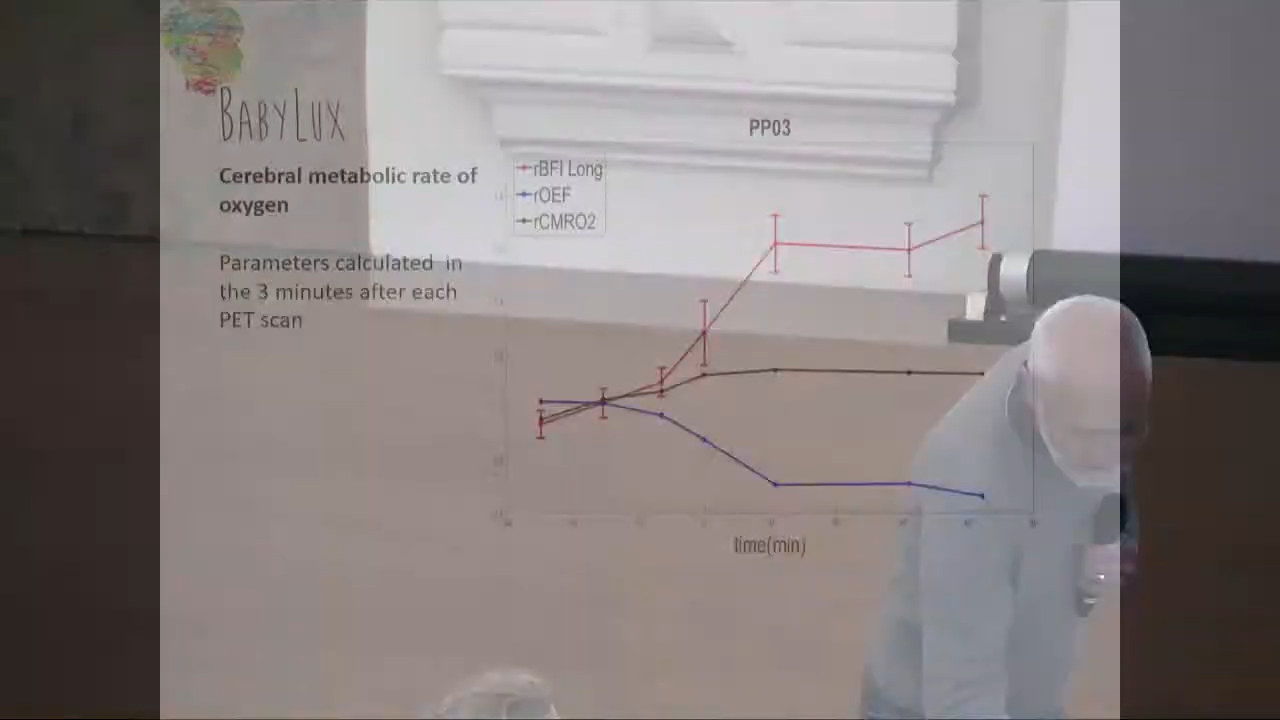 BABYLUX
Cerebral metabolic rate of
oxygen
Parameters calculated in
the 3 minutes after each
PET scan
PP03
rBFI Long
rOEF
rCMRO2
time(min)